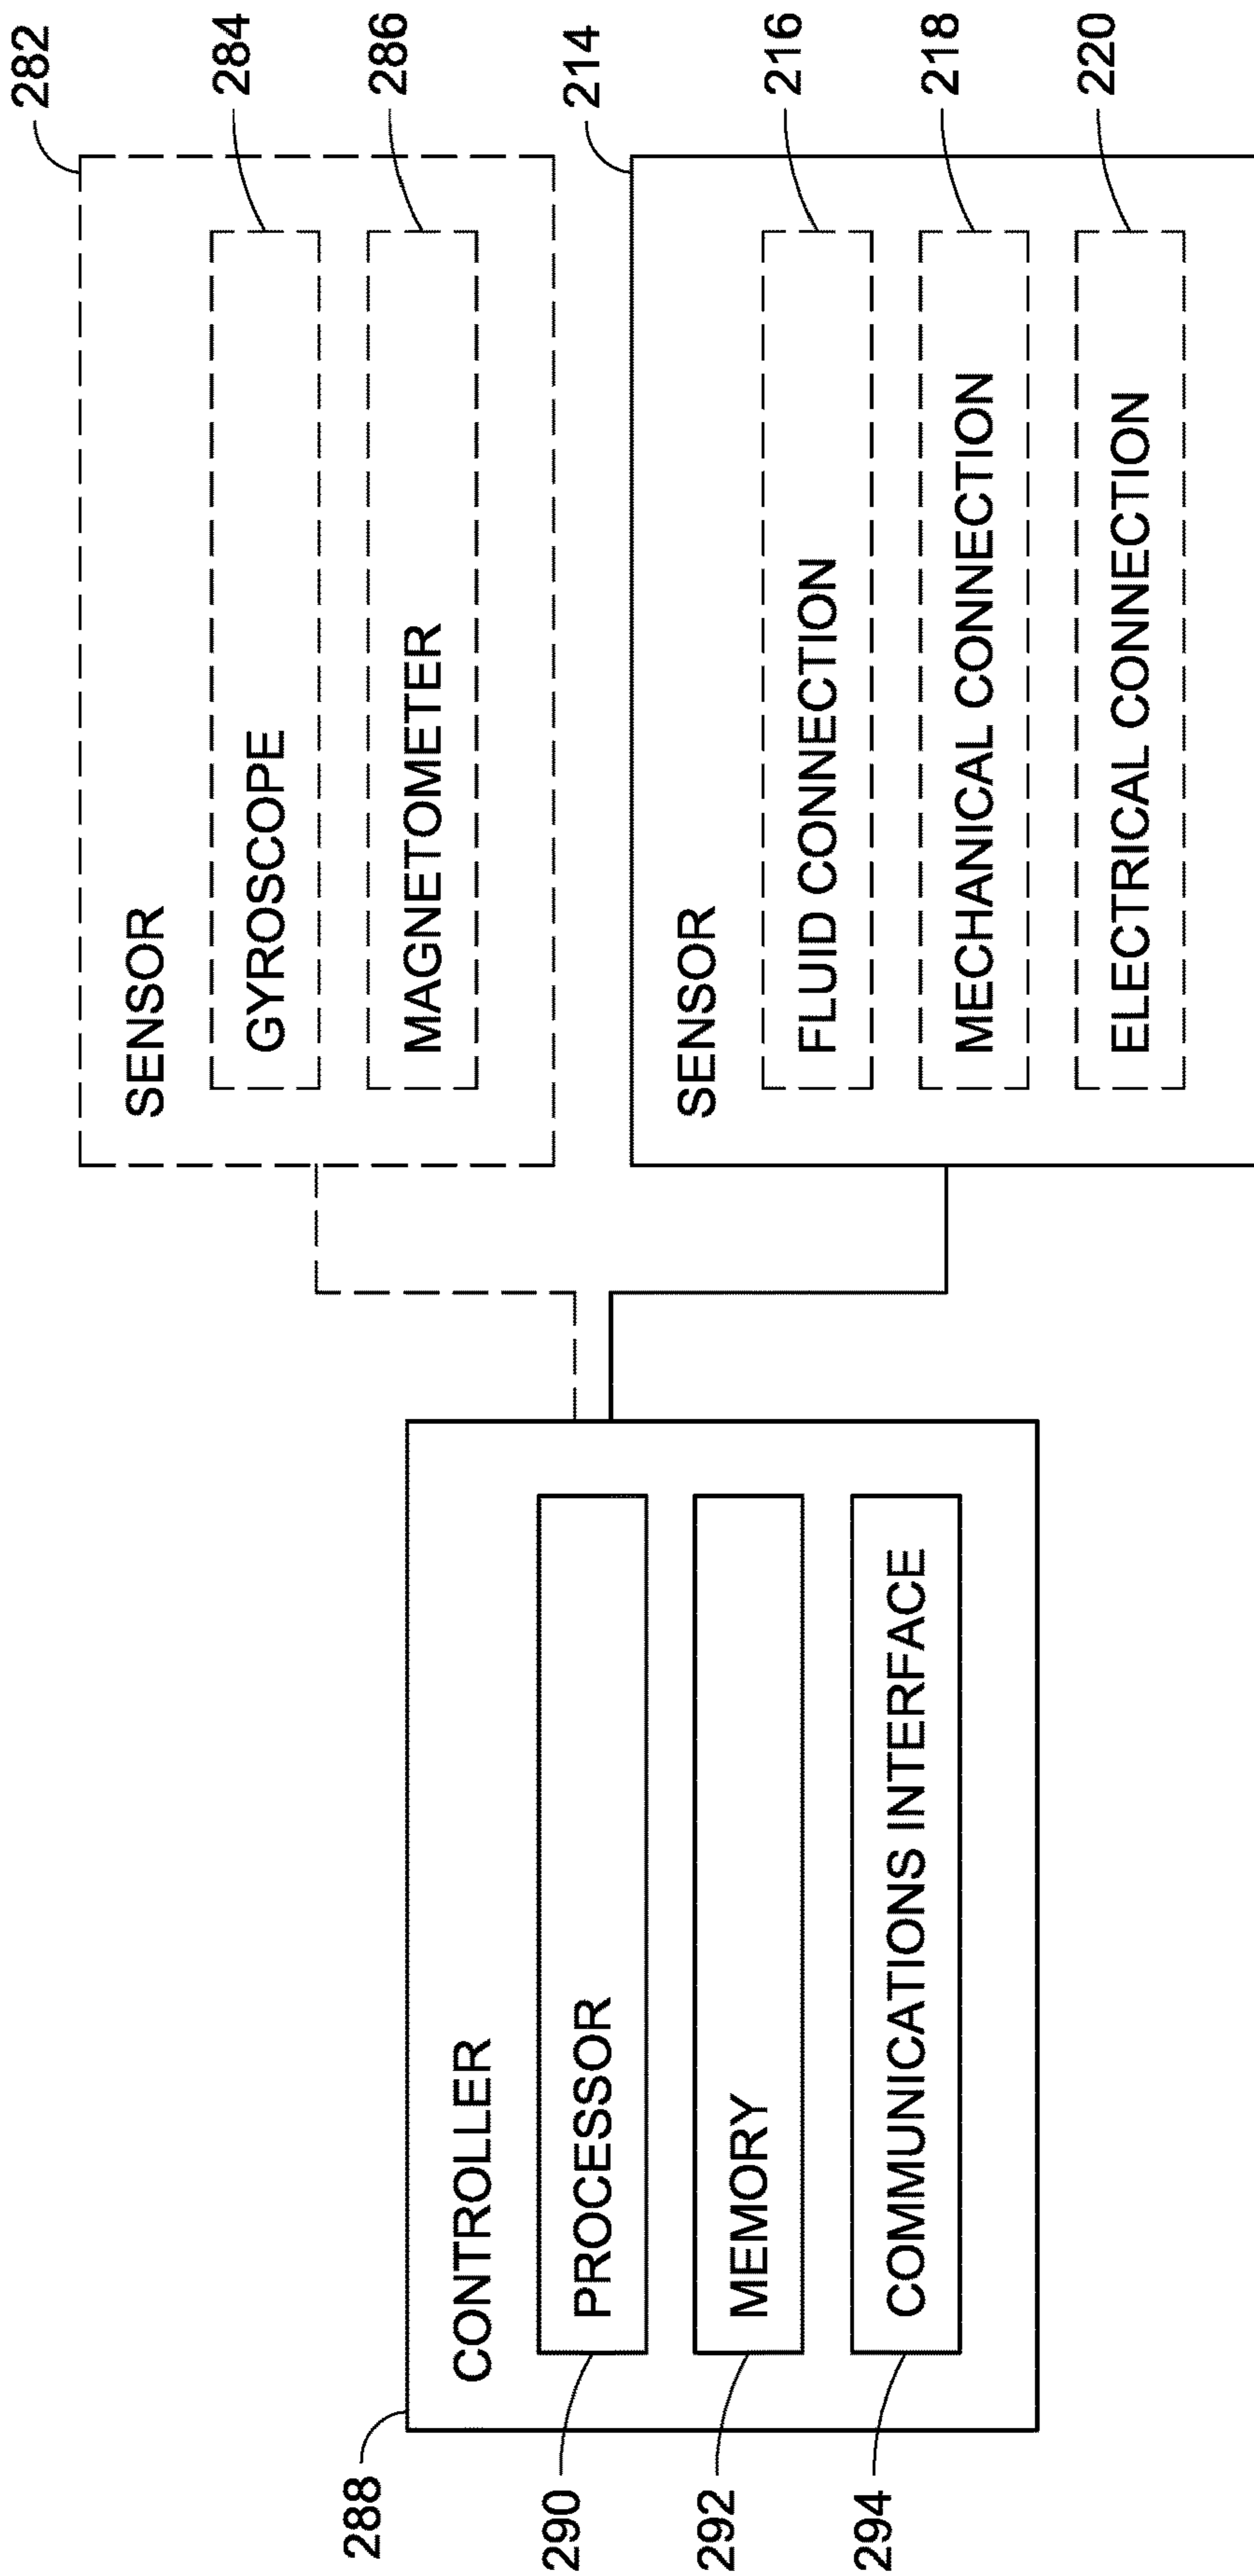 288
CONTROLLER
290
PROCESSOR
292
MEMORY
294
COMMUNICATIONS INTERFACE
282
SENSOR
284
GYROSCOPE
286
MAGNETOMETER
214
SENSOR
216
FLUID CONNECTION
218
MECHANICAL CONNECTION
220
ELECTRICAL CONNECTION